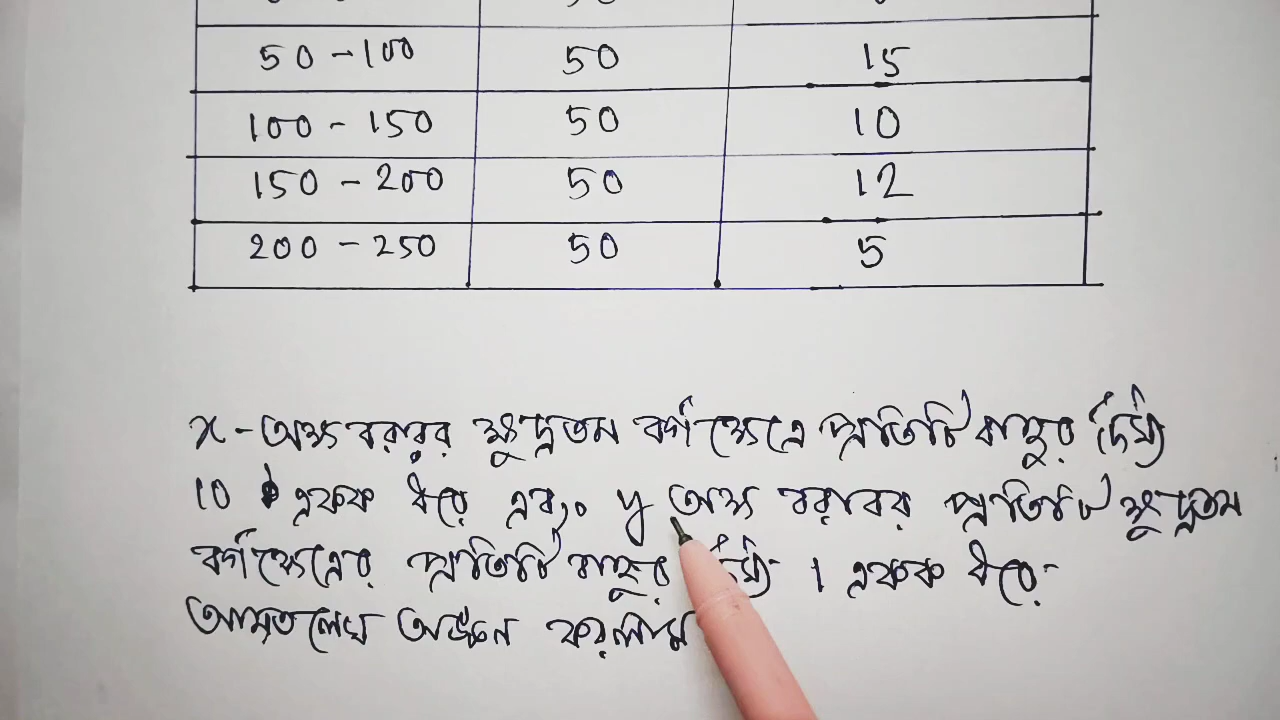 50 - 100 50 15
100 - 150 50 10
150 - 200 50 12
200 - 250 50 5
x - অক্ষ বরাবর ক্ষুদ্রতম বর্গক্ষেত্রে প্রতিটি বাহুর দৈর্ঘ্য
10 একক ধরে এবং y অক্ষ বরাবর প্রতিটি ক্ষুদ্রতম
বর্গক্ষেত্রের প্রতিটি বাহুর দৈর্ঘ্য 1 একক ধরে
আয়তলেখ অঙ্কন করলাম